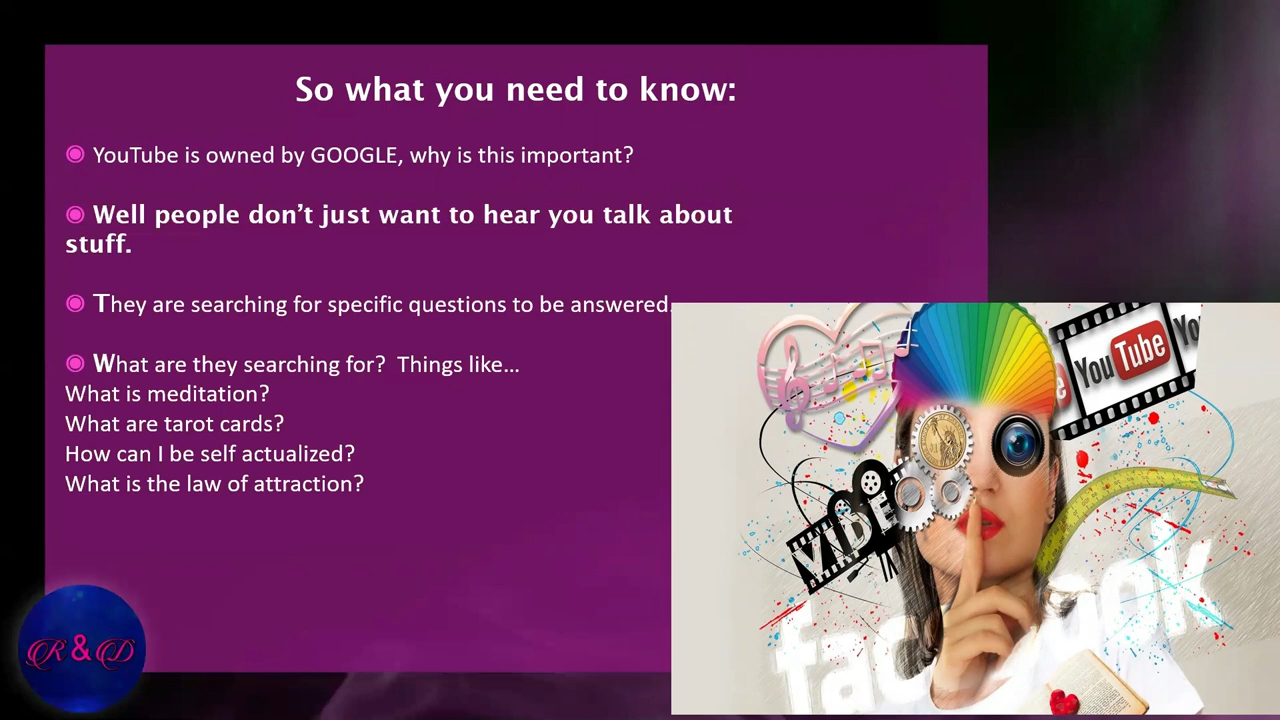 So what you need to know:
YouTube is owned by GOOGLE, why is this important?
Well people don’t just want to hear you talk about
stuff.
They are searching for specific questions to be answered.
What are they searching for?  Things like…
What is meditation?
What are tarot cards?
How can I be self actualized?
What is the law of attraction?
YouTube
Yo
VIDE
facebook
R & D